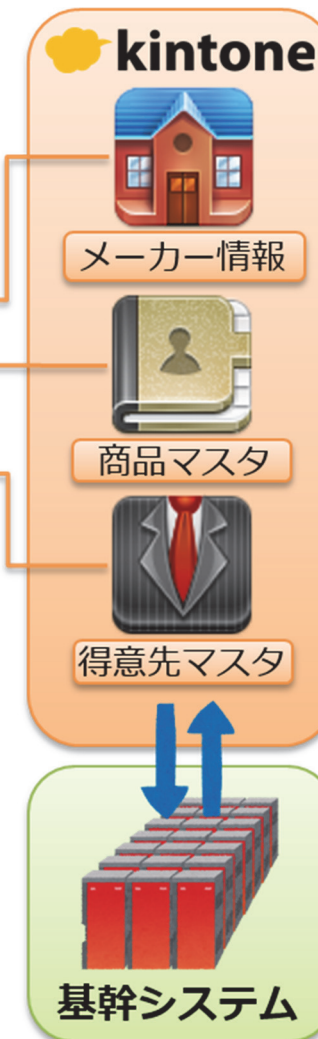 kintone
メーカー情報
商品マスタ
得意先マスタ
基幹システム